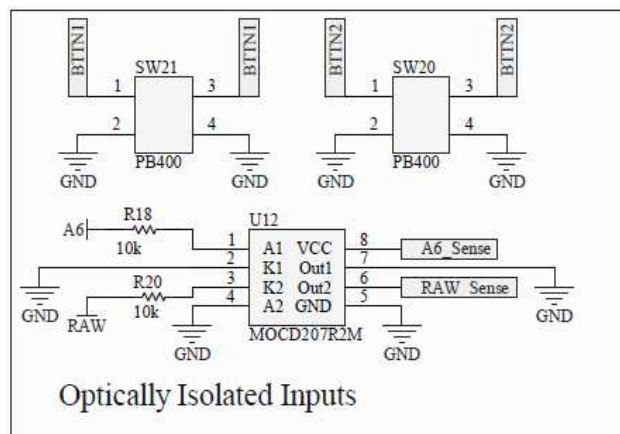 BTTN1
BTTN1
BTTN2
BTTN2
SW21
SW20
1 3
1 3
2 4
2 4
PB400
PB400
GND GND
GND GND
U12
R18
A6
10k
1 A1 VCC 8 A6_Sense
2 K1 Out1 7
R20
3 K2 Out2 6 RAW_Sense
4 A2 GND 5
10k
GND
RAW
GND
MOCD207R2M
GND
GND
Optically Isolated Inputs